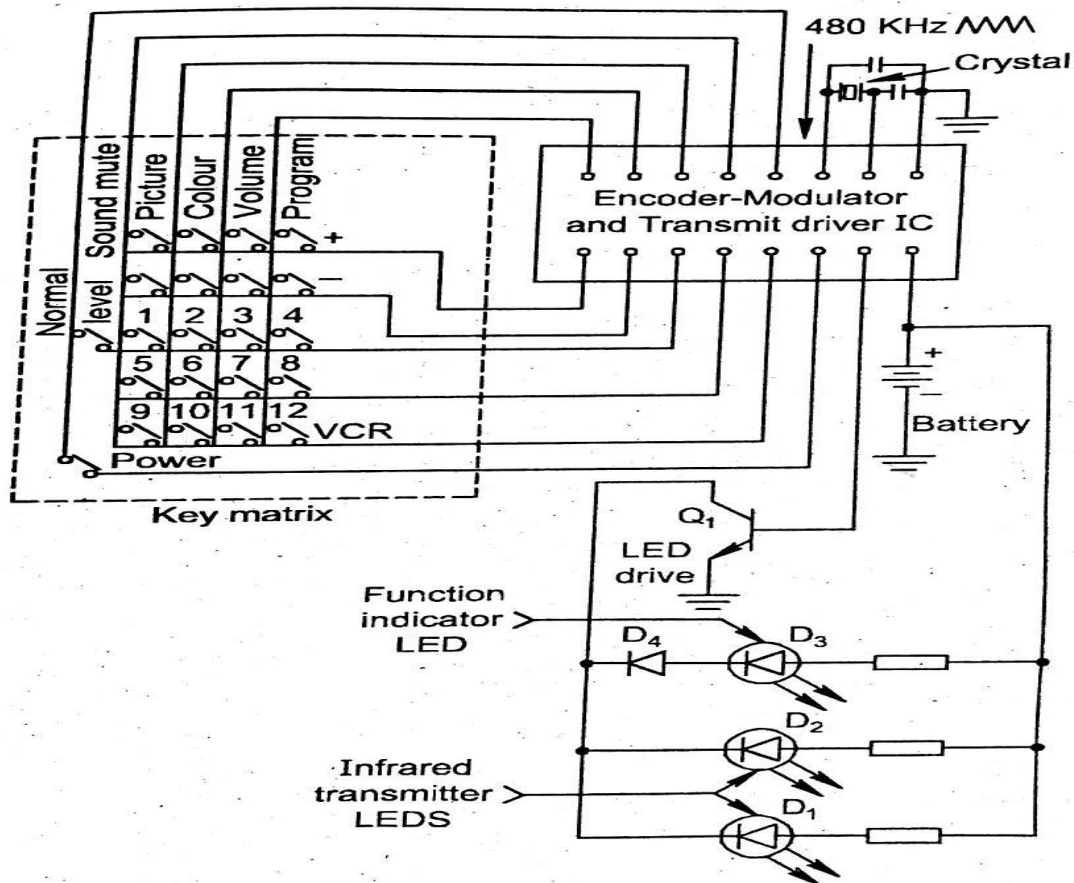 480 KHz
Crystal
Encoder-Modulator
and Transmit driver IC
Normal
Sound mute
level
Picture
Colour
Volume
Program
+
−
1 2 3 4
5 6 7 8
9 10 11 12
VCR
Power
Key matrix
+
−
Battery
Q1
LED
drive
Function
indicator
LED
D4
D3
D2
Infrared
transmitter
LEDS
D1